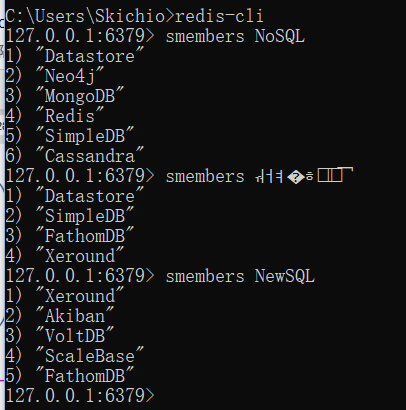 C:\Users\Skichio>redis-cli
127.0.0.1:6379> smembers NoSQL
1) "Datastore"
2) "Neo4j"
3) "MongoDB"
4) "Redis"
5) "SimpleDB"
6) "Cassandra"
127.0.0.1:6379> smembers
1) "Datastore"
2) "SimpleDB"
3) "FathomDB"
4) "Xeround"
127.0.0.1:6379> smembers NewSQL
1) "Xeround"
2) "Akiban"
3) "VoltDB"
4) "ScaleBase"
5) "FathomDB"
127.0.0.1:6379>